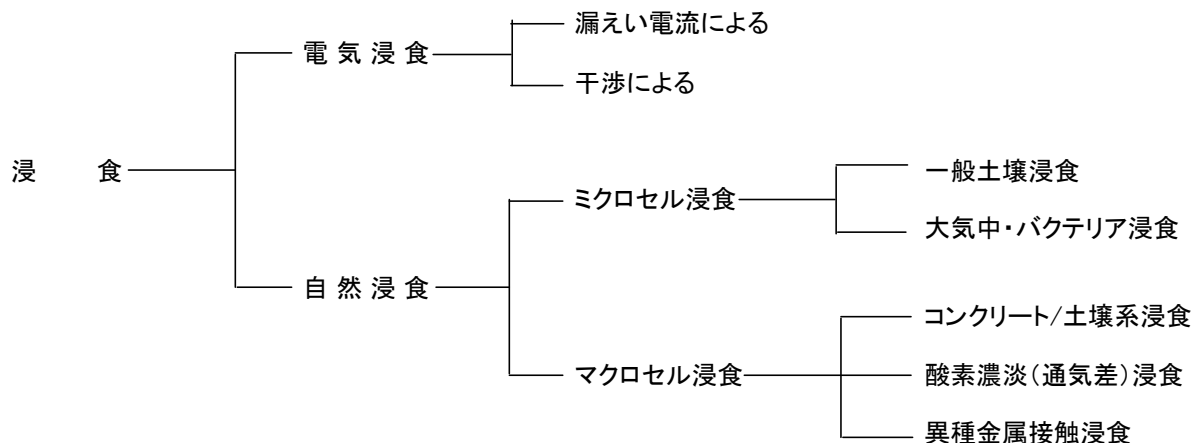 漏えい電流による
電気浸食
干渉による
浸食
一般土壌浸食
ミクロセル浸食
大気中・バクテリア浸食
自然浸食
コンクリート/土壌系浸食
マクロセル浸食
酸素濃淡(通気差)浸食
異種金属接触浸食